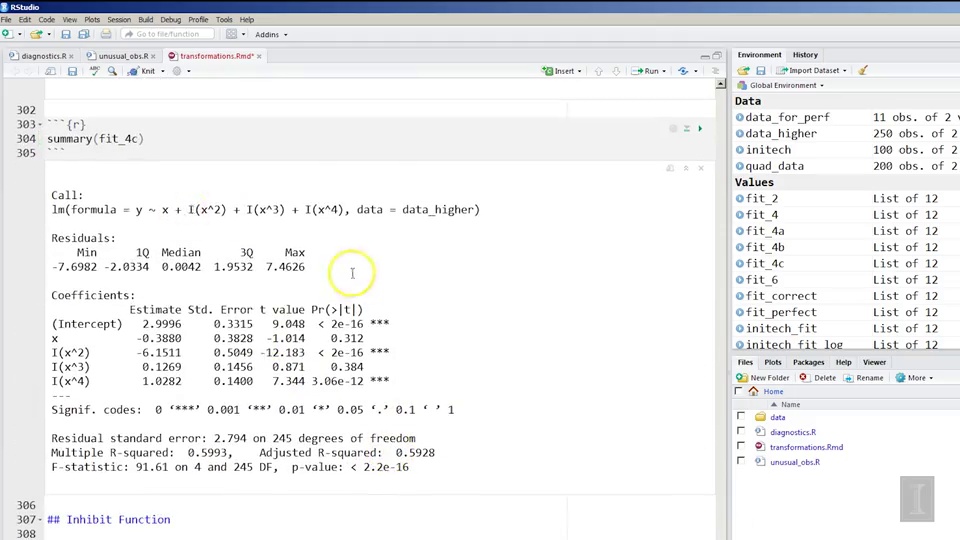 RStudio
File Edit Code View Plots Session Build Debug Profile Tools Help
Go to file/function
Addins
diagnostics.R
unusual_obs.R
transformations.Rmd*
Knit
Insert
Run
302
303 ```{r}
304 summary(fit_4c)
305 ```
Call:
lm(formula = y ~ x + I(x^2) + I(x^3) + I(x^4), data = data_higher)
Residuals:
Min 1Q Median 3Q Max
-7.6982 -2.0334 0.0042 1.9532 7.4626
Coefficients:
Estimate Std. Error t value Pr(>|t|)
(Intercept) 2.9996 0.3315 9.048 < 2e-16 ***
x -0.3880 0.3828 -1.014 0.312
I(x^2) -6.1511 0.5049 -12.183 < 2e-16 ***
I(x^3) 0.1269 0.1456 0.871 0.384
I(x^4) 1.0282 0.1400 7.344 3.06e-12 ***
---
Signif. codes: 0 ‘***’ 0.001 ‘**’ 0.01 ‘*’ 0.05 ‘.’ 0.1 ‘ ’ 1
Residual standard error: 2.794 on 245 degrees of freedom
Multiple R-squared: 0.5993, Adjusted R-squared: 0.5928
F-statistic: 91.61 on 4 and 245 DF, p-value: < 2.2e-16
306
307 ## Inhibit Function
308
Environment History
Import Dataset
Global Environment
Data
data_for_perf 11 obs. of 2 v
data_higher 250 obs. of 2
initech 100 obs. of 2
quad_data 200 obs. of 2
Values
fit_2 List of 12
fit_4 List of 12
fit_4a List of 12
fit_4b List of 12
fit_4c List of 12
fit_6 List of 12
fit_correct List of 12
fit_perfect List of 12
initech_fit List of 12
initech_fit_log List of 12
Files Plots Packages Help Viewer
New Folder Delete Rename More
Home
Name
data
diagnostics.R
transformations.Rmd
unusual_obs.R
I